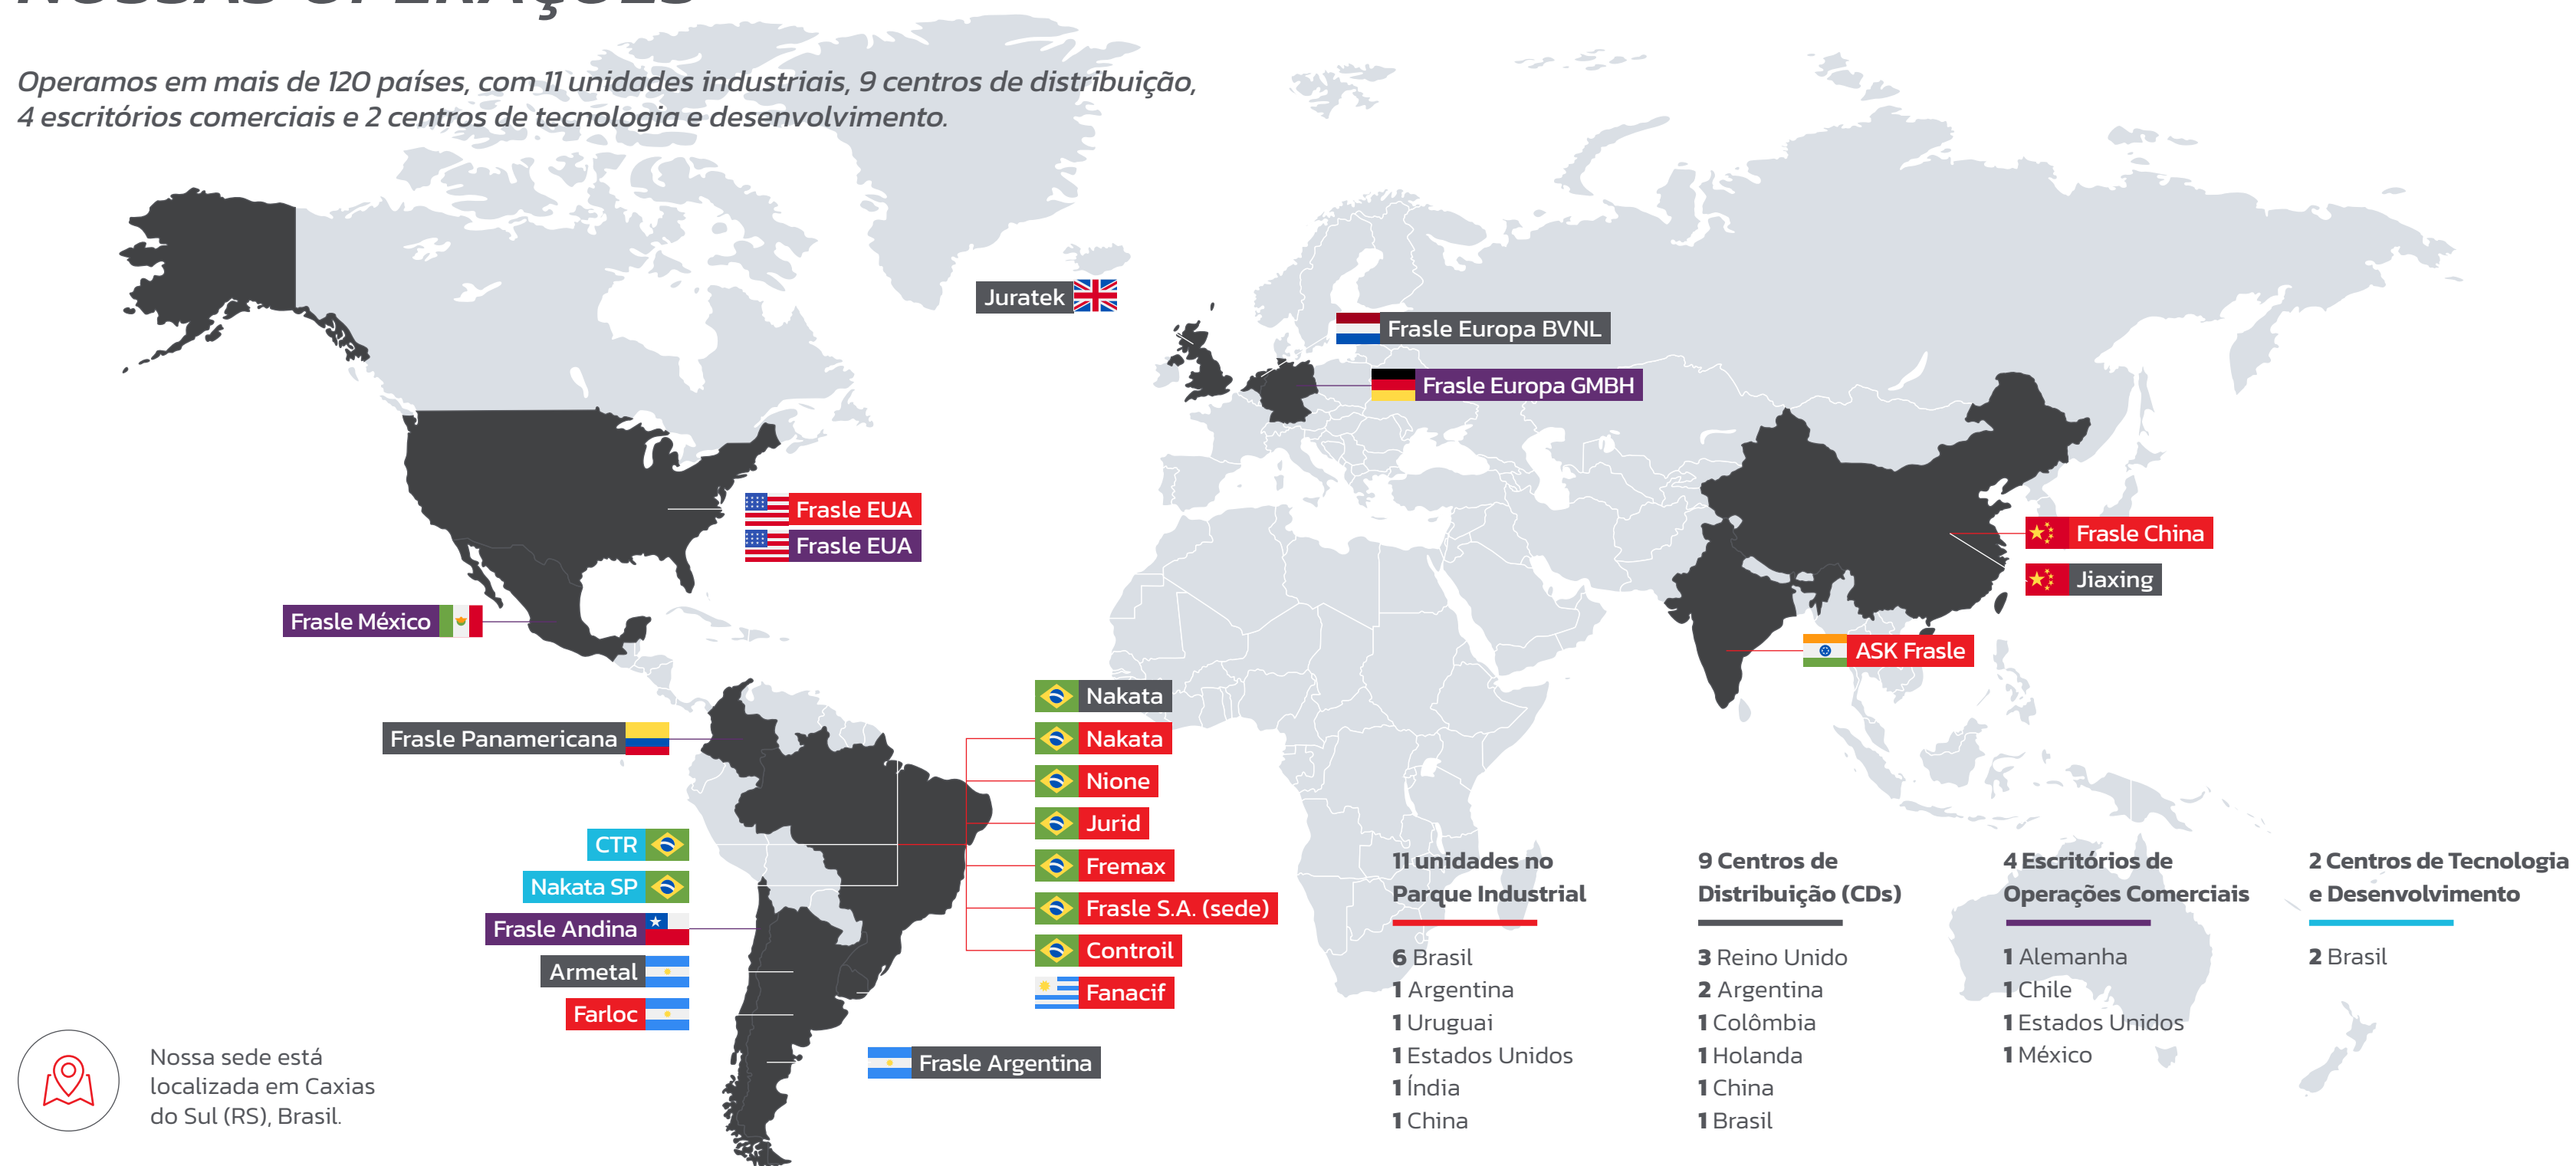 NOSSAS OPERAÇÕES
Operamos em mais de 120 países, com 11 unidades industriais, 9 centros de distribuição,
4 escritórios comerciais e 2 centros de tecnologia e desenvolvimento.
Juratek
Frasle Europa BVNL
Frasle Europa GMBH
Frasle EUA
Frasle EUA
Frasle China
Jiaxing
Frasle México
ASK Frasle
Frasle Panamericana
Nakata
Nakata
Nione
Jurid
Fremax
Frasle S.A. (sede)
Controil
Fanacif
CTR
Nakata SP
Frasle Andina
Armetal
Farloc
Frasle Argentina
Nossa sede está
localizada em Caxias
do Sul (RS), Brasil.
11 unidades no
Parque Industrial
6 Brasil
1 Argentina
1 Uruguai
1 Estados Unidos
1 Índia
1 China
9 Centros de
Distribuição (CDs)
3 Reino Unido
2 Argentina
1 Colômbia
1 Holanda
1 China
1 Brasil
4 Escritórios de
Operações Comerciais
1 Alemanha
1 Chile
1 Estados Unidos
1 México
2 Centros de Tecnologia
e Desenvolvimento
2 Brasil